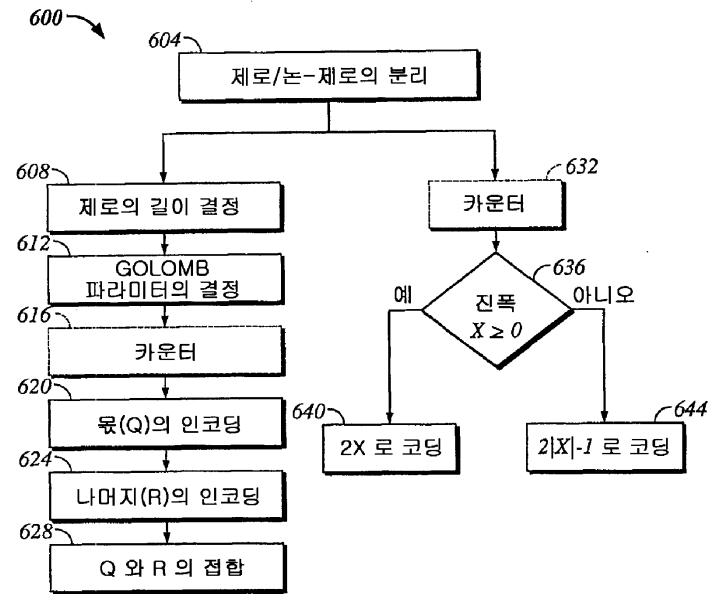 600
604
제로/논-제로의 분리
608
제로의 길이 결정
612
GOLOMB
파라미터의 결정
616
카운터
620
몫(Q)의 인코딩
624
나머지(R)의 인코딩
628
Q 와 R 의 접합
632
카운터
636
진폭
X ≥ 0
예
아니오
640
2X 로 코딩
644
2|X|-1 로 코딩